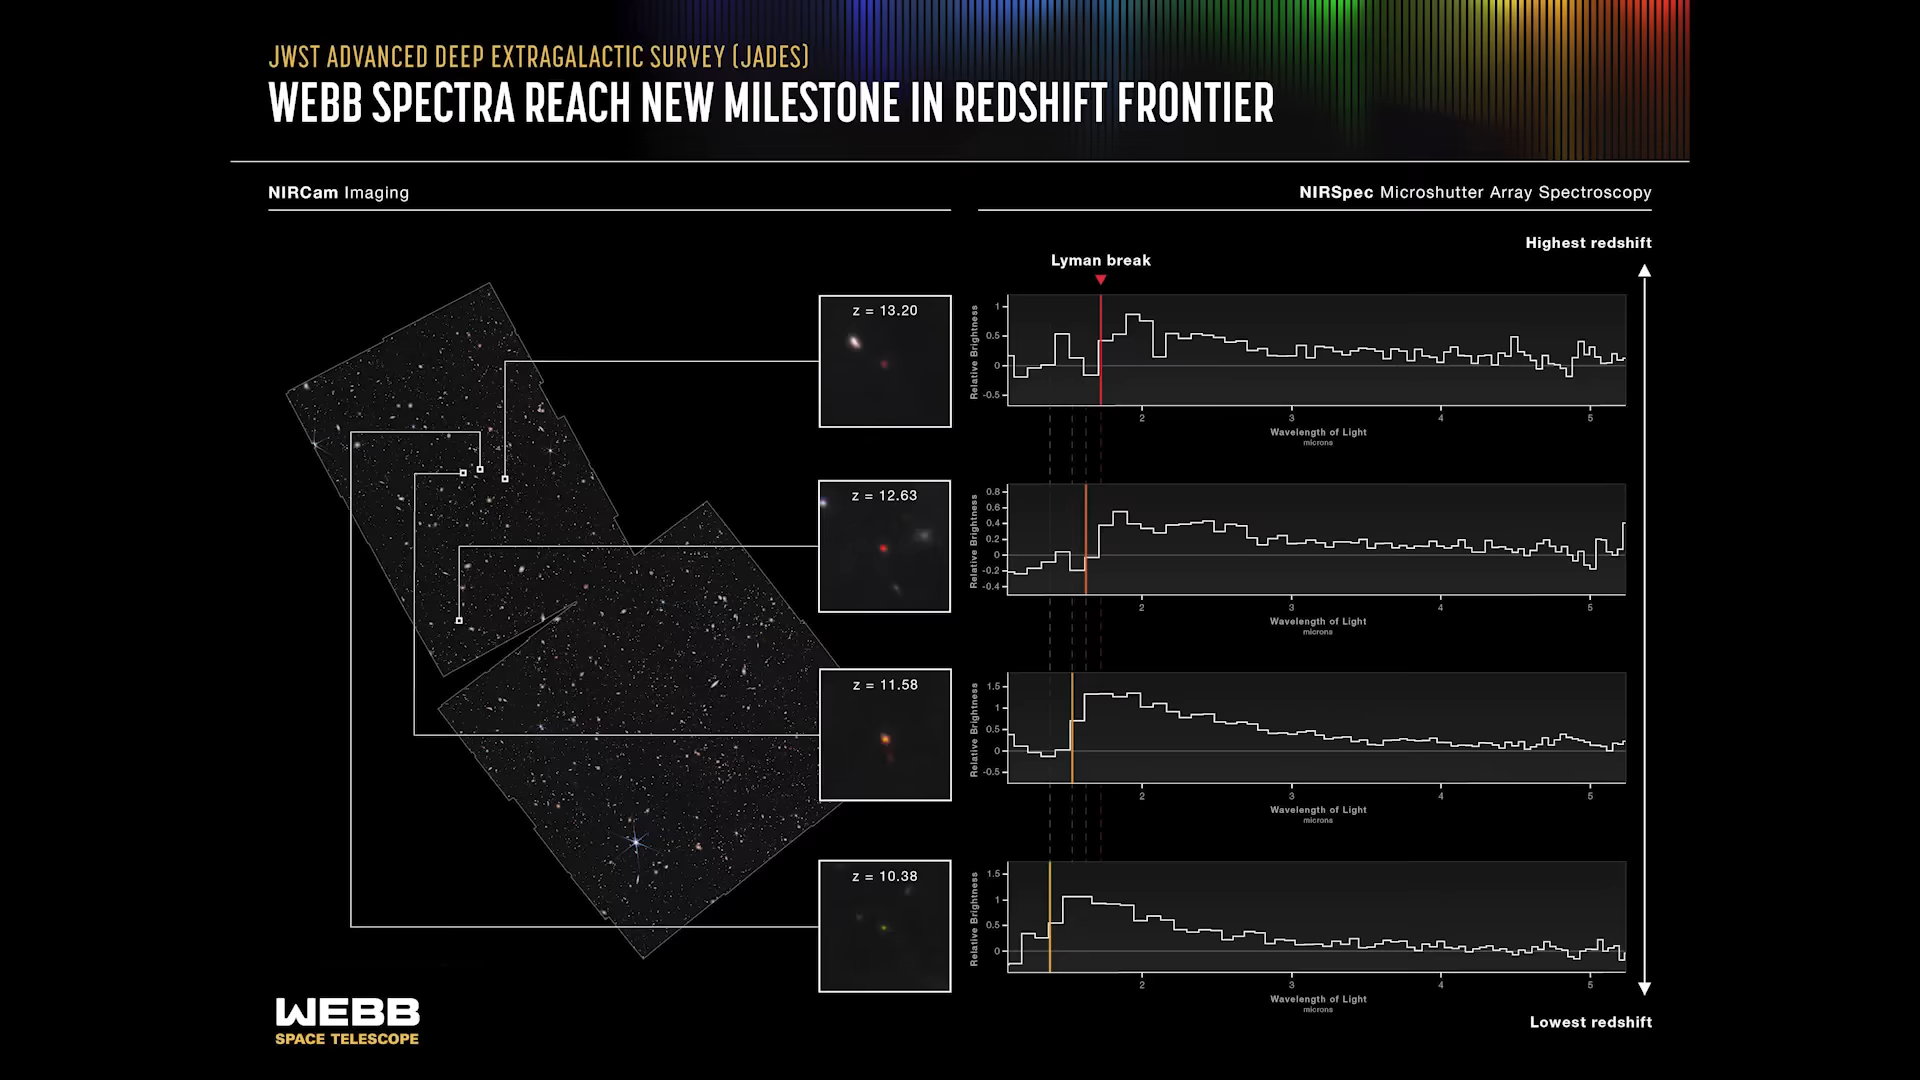 JWST ADVANCED DEEP EXTRAGALACTIC SURVEY (JADES)
WEBB SPECTRA REACH NEW MILESTONE IN REDSHIFT FRONTIER
NIRCam Imaging
NIRSpec Microshutter Array Spectroscopy
Highest redshift
Lyman break
z = 13.20
Relative Brightness
1
0.5
0
-0.5
2 3 4 5
Wavelength of Light
microns
z = 12.63
Relative Brightness
0.8
0.6
0.4
0.2
0
-0.2
-0.4
2 3 4 5
Wavelength of Light
microns
z = 11.58
Relative Brightness
1.5
1
0.5
0
-0.5
2 3 4 5
Wavelength of Light
microns
z = 10.38
Relative Brightness
1.5
1
0.5
0
2 3 4 5
Wavelength of Light
microns
Lowest redshift
WEBB
SPACE TELESCOPE